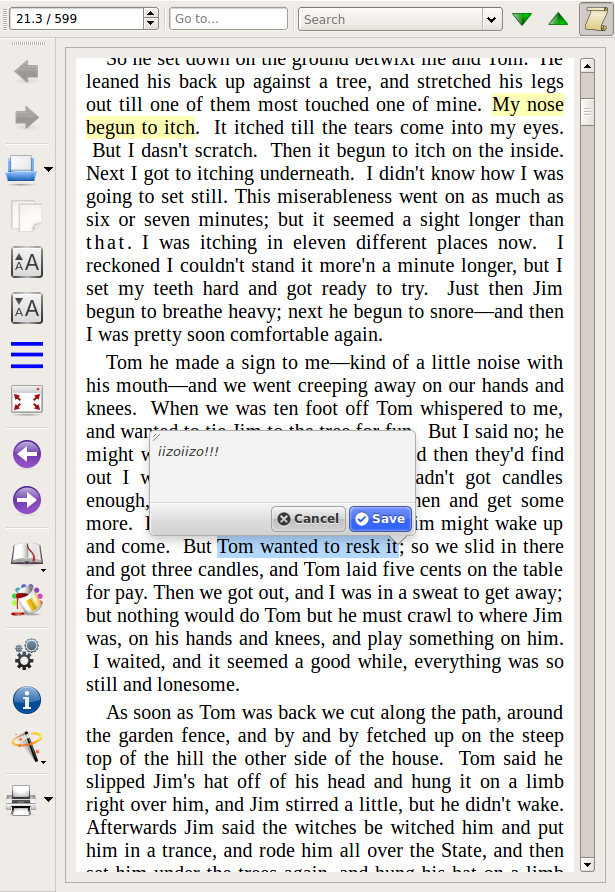 21.3 / 599
Go to...
Search
So he set down on the ground betwixt me and Tom. He
leaned his back up against a tree, and stretched his legs
out till one of them most touched one of mine. My nose
begun to itch. It itched till the tears come into my eyes.
But I dasn't scratch. Then it begun to itch on the inside.
Next I got to itching underneath. I didn't know how I was
going to set still. This miserableness went on as much as
six or seven minutes; but it seemed a sight longer than
that. I was itching in eleven different places now. I
reckoned I couldn't stand it more'n a minute longer, but I
set my teeth hard and got ready to try. Just then Jim
begun to breathe heavy; next he begun to snore—and then
I was pretty soon comfortable again.
Tom he made a sign to me—kind of a little noise with
his mouth—and we went creeping away on our hands and
knees. When we was ten foot off Tom whispered to me,
and wanted to tie Jim to the tree for fun. But I said no; he
might w d then they'd find
out I w adn't got candles
enough, en and get some
more. im might wake up
iizoiizo!!!
Cancel
Save
and come. But Tom wanted to resk it; so we slid in there
and got three candles, and Tom laid five cents on the table
for pay. Then we got out, and I was in a sweat to get away;
but nothing would do Tom but he must crawl to where Jim
was, on his hands and knees, and play something on him.
I waited, and it seemed a good while, everything was so
still and lonesome.
As soon as Tom was back we cut along the path, around
the garden fence, and by and by fetched up on the steep
top of the hill the other side of the house. Tom said he
slipped Jim's hat off of his head and hung it on a limb
right over him, and Jim stirred a little, but he didn't wake.
Afterwards Jim said the witches be witched him and put
him in a trance, and rode him all over the State, and then
set him under the trees again, and hung his hat on a limb